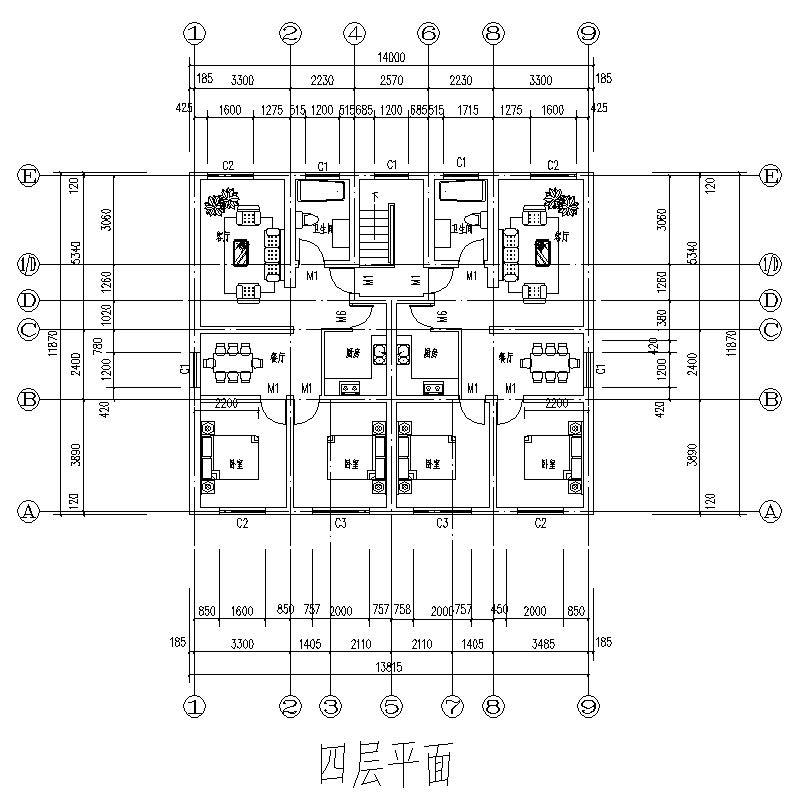 1 2 4 6 8 9
14000
185 3300 2230 2570 2230 3300 185
425 1600 1275 515 1200 515 685 1200 685 515 1715 1275 1600 425
C2 C1 C1 C1 C2
E E
120 120
下
3060 3060
客厅 卫生间 卫生间 客厅
5340 5340
1/D 1/D
M1 M1 M1 M1
1260 1260
D D
1020 M6 M6 380
C C
11870 780 2400 420 2400 11870
餐厅 厨房 厨房 餐厅
C1 1200 1200 C1
M1 M1 M1 M1
B B
420 2200 2200 420
3890 卧室 卧室 卧室 卧室 3890
120 120
A A
C2 C3 C3 C2
850 1600 850 757 2000 757 758 2000 757 450 2000 850
185 3300 1405 2110 2110 1405 3485 185
13815
1 2 3 5 7 8 9
四层平面